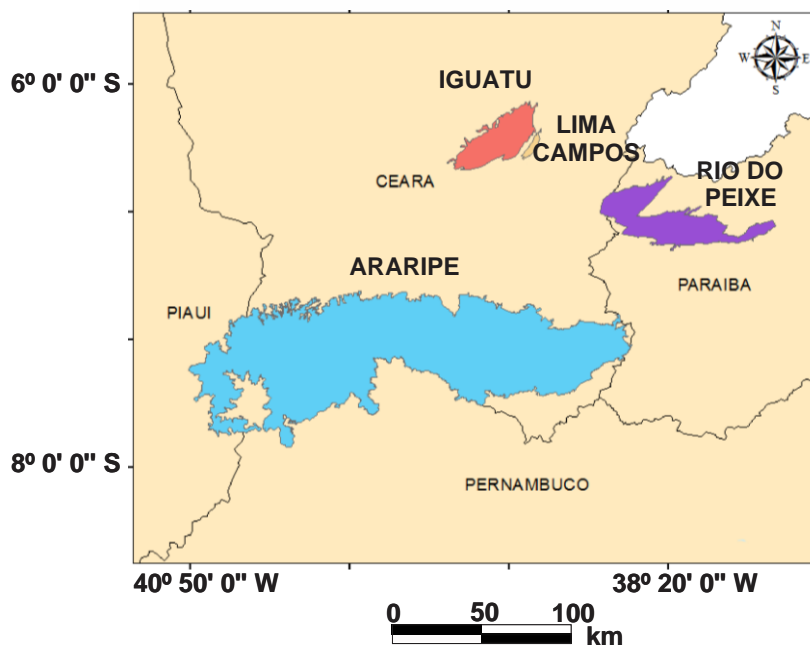 N
W E
S
6º 0' 0'' S
IGUATU
LIMA
CAMPOS
RIO DO
PEIXE
CEARA
ARARIPE
PARAIBA
PIAUI
8º 0' 0'' S
PERNAMBUCO
40º 50' 0'' W
38º 20' 0'' W
0 50 100
km